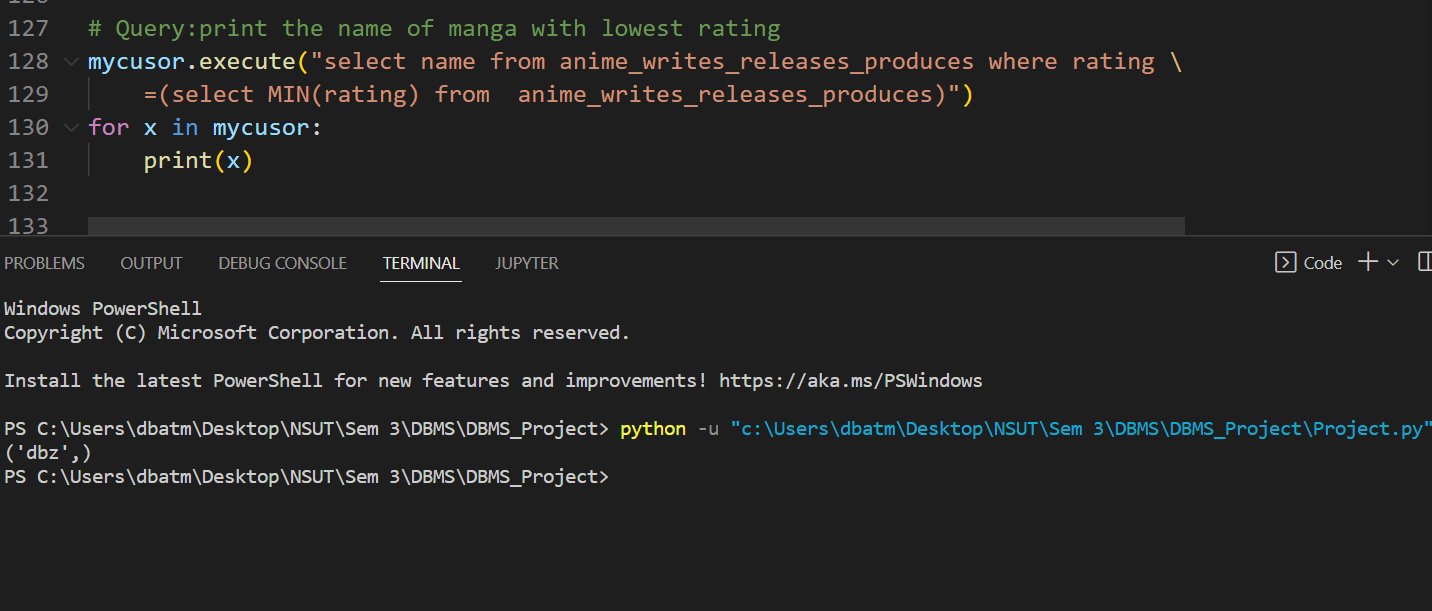 126
127 # Query:print the name of manga with lowest rating
128 mycusor.execute("select name from anime_writes_releases_produces where rating \
129 =(select MIN(rating) from  anime_writes_releases_produces)")
130 for x in mycusor:
131 print(x)
132
133
PROBLEMS OUTPUT DEBUG CONSOLE TERMINAL JUPYTER Code
Windows PowerShell
Copyright (C) Microsoft Corporation. All rights reserved.
Install the latest PowerShell for new features and improvements! https://aka.ms/PSWindows
PS C:\Users\dbatm\Desktop\NSUT\Sem 3\DBMS\DBMS_Project> python -u "c:\Users\dbatm\Desktop\NSUT\Sem 3\DBMS\DBMS_Project\Project.py"
('dbz',)
PS C:\Users\dbatm\Desktop\NSUT\Sem 3\DBMS\DBMS_Project>